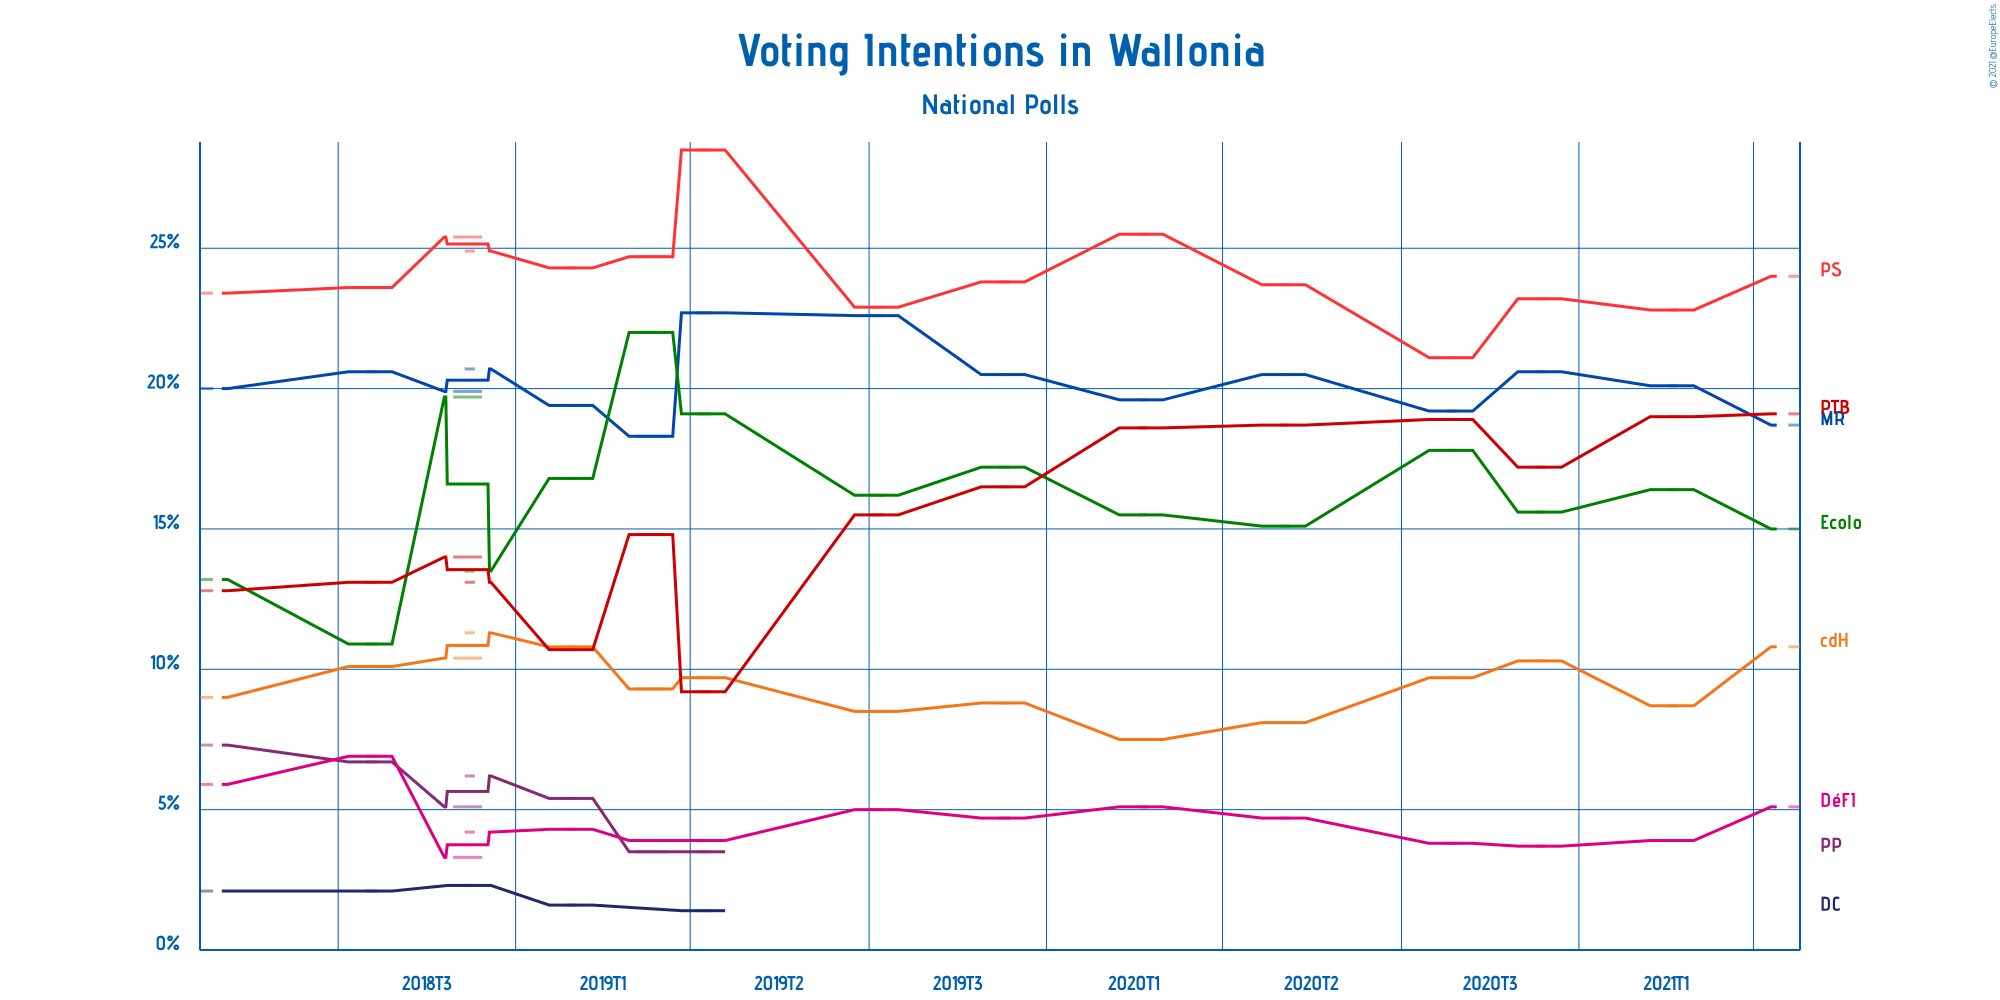 Voting Intentions in Wallonia
National Polls
© 2021 @EuropeElects
25%
20%
15%
10%
5%
0%
PS
PTB
MR
Ecolo
cdH
DéFI
PP
DC
2018T3
2019T1
2019T2
2019T3
2020T1
2020T2
2020T3
2021T1